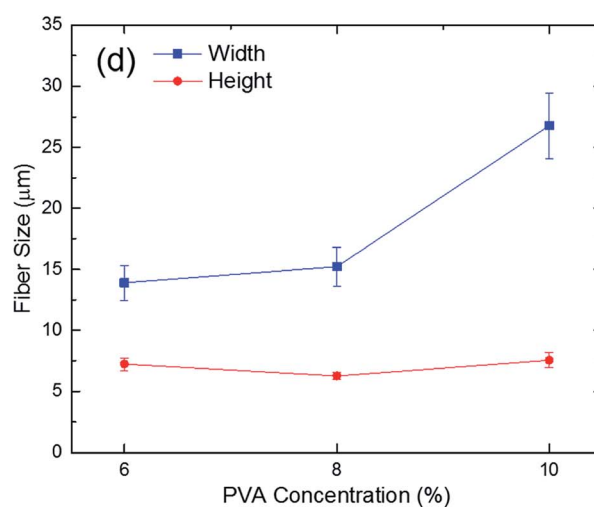 (d)
Width
Height
Fiber Size (μm)
35
30
25
20
15
10
5
0
6
8
10
PVA Concentration (%)